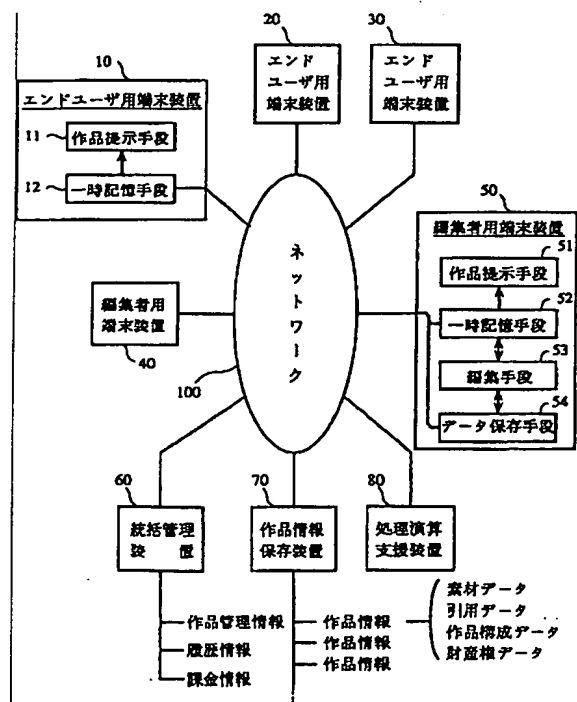 20
30
10
エンド
ユーザ用
端末装置
エンド
ユーザ用
端末装置
エンドユーザ用端末装置
11
作品提示手段
12
一時記憶手段
50
編集者用端末装置
51
作品提示手段
52
一時記憶手段
53
編集手段
54
データ保存手段
ネットワーク
編集者用
端末装置
40
100
60
統括管理
装置
70
作品情報
保存装置
80
処理演算
支援装置
作品管理情報
履歴情報
課金情報
作品情報
作品情報
作品情報
素材データ
引用データ
作品構成データ
財産権データ